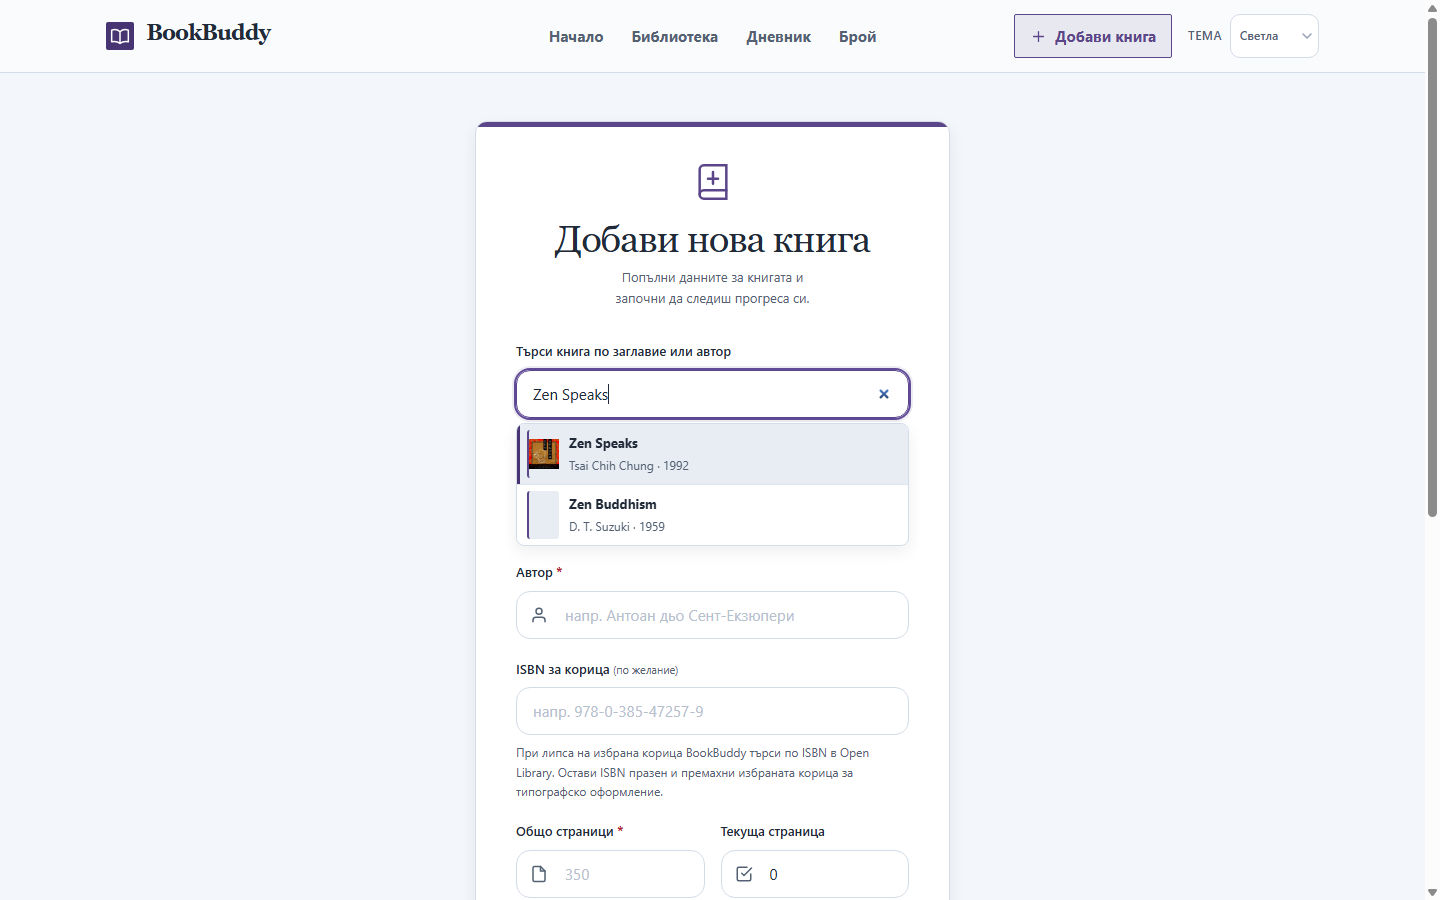 BookBuddy
Начало
Библиотека
Дневник
Брой
Добави книга
ТЕМА
Светла
Добави нова книга
Попълни данните за книгата и
започни да следиш прогреса си.
Търси книга по заглавие или автор
Zen Speaks
Zen Speaks
Tsai Chih Chung · 1992
Zen Buddhism
D. T. Suzuki · 1959
Автор *
напр. Антоан дьо Сент-Екзюпери
ISBN за корица (по желание)
напр. 978-0-385-47257-9
При липса на избрана корица BookBuddy търси по ISBN в Open
Library. Остави ISBN празен и премахни избраната корица за
типографско оформление.
Общо страници *
Текуща страница
350
0